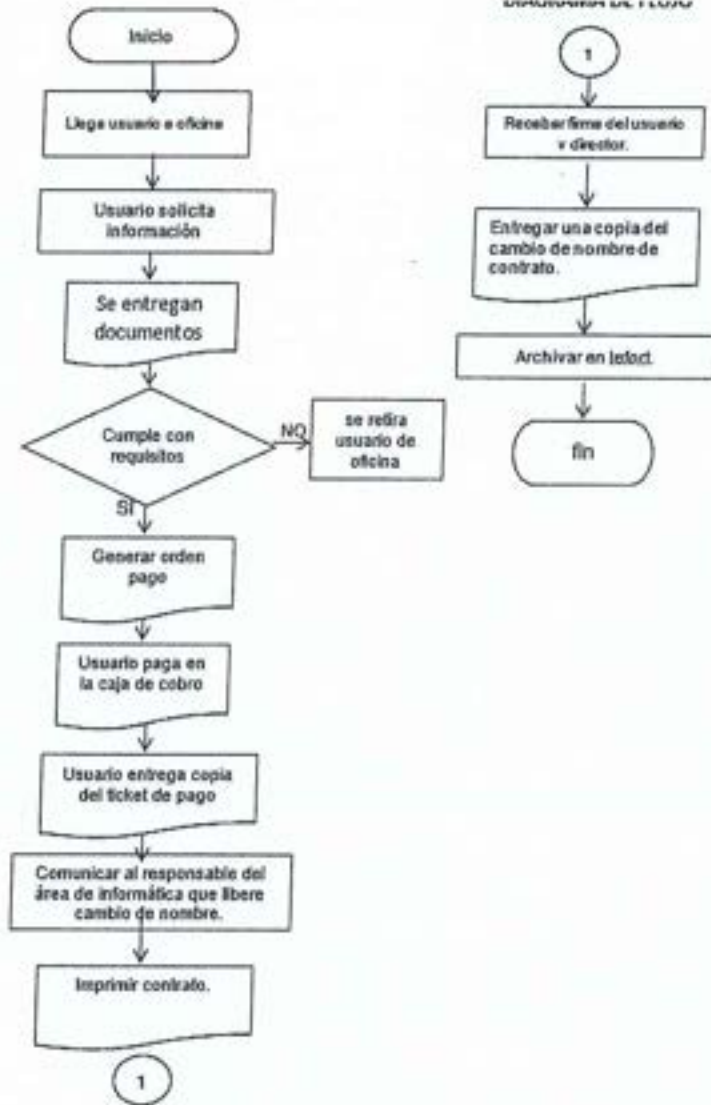 DIAGRAMA DE FLUJO
Inicio
Llega usuario a oficina
Usuario solicita
información
Se entregan
documentos
Cumple con
requisitos
NO
se retira
usuario de
oficina
SI
Generar orden
pago
Usuario paga en
la caja de cobro
Usuario entrega copia
del ticket de pago
Comunicar al responsable del
área de informática que libere
cambio de nombre.
Imprimir contrato.
1
1
Recabar firma del usuario
y director.
Entregar una copia del
cambio de nombre de
contrato.
Archivar en
fin